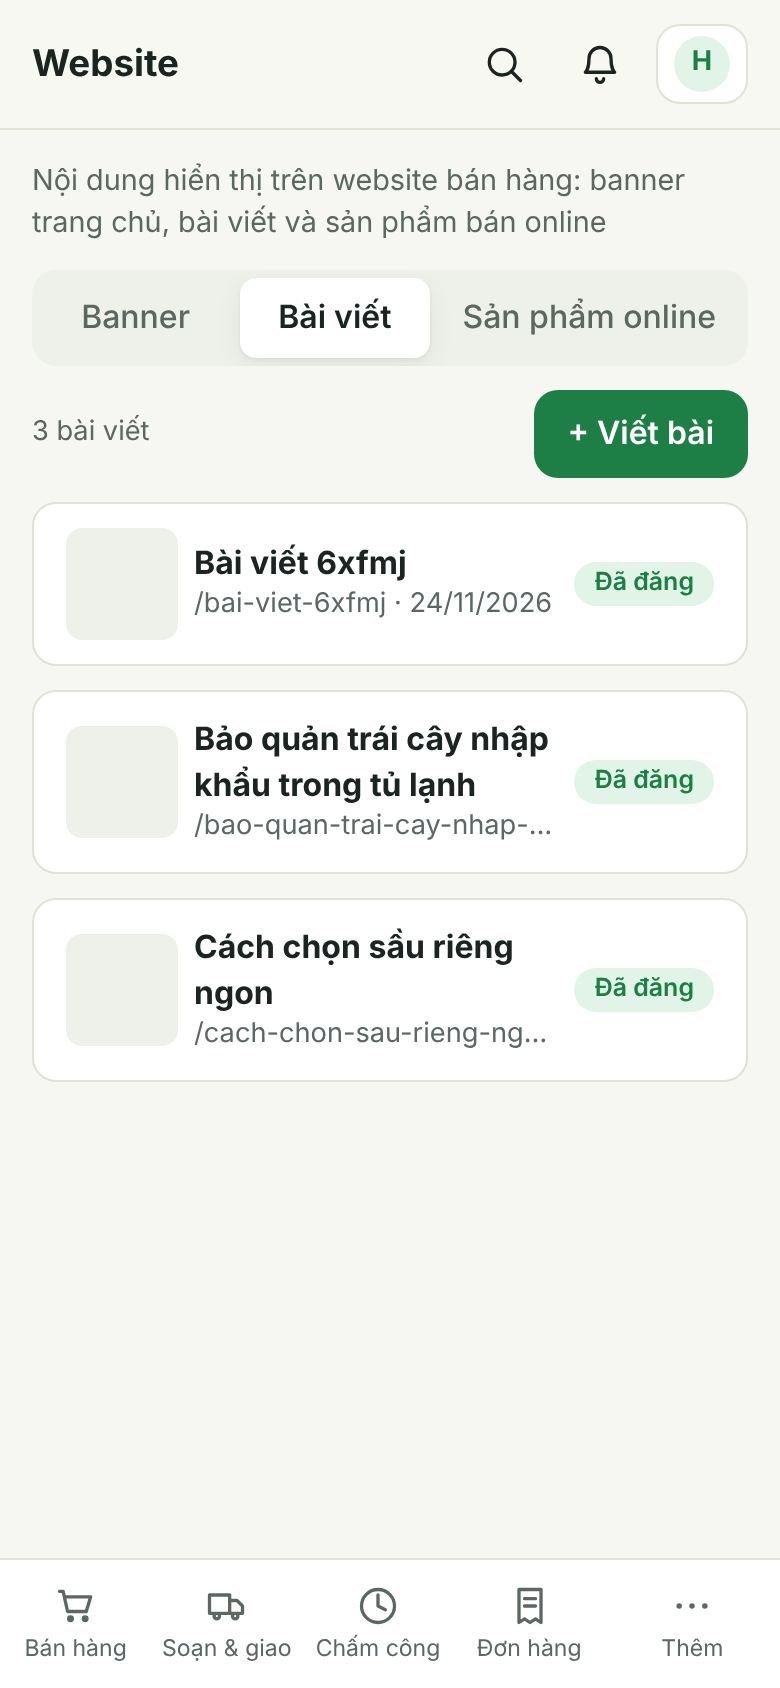 Website
H
Nội dung hiển thị trên website bán hàng: banner
trang chủ, bài viết và sản phẩm bán online
Banner
Bài viết
Sản phẩm online
3 bài viết
+ Viết bài
Bài viết 6xfmj
/bai-viet-6xfmj · 24/11/2026
Đã đăng
Bảo quản trái cây nhập
khẩu trong tủ lạnh
/bao-quan-trai-cay-nhap-...
Đã đăng
Cách chọn sầu riêng
ngon
/cach-chon-sau-rieng-ng...
Đã đăng
Bán hàng
Soạn & giao
Chấm công
Đơn hàng
Thêm